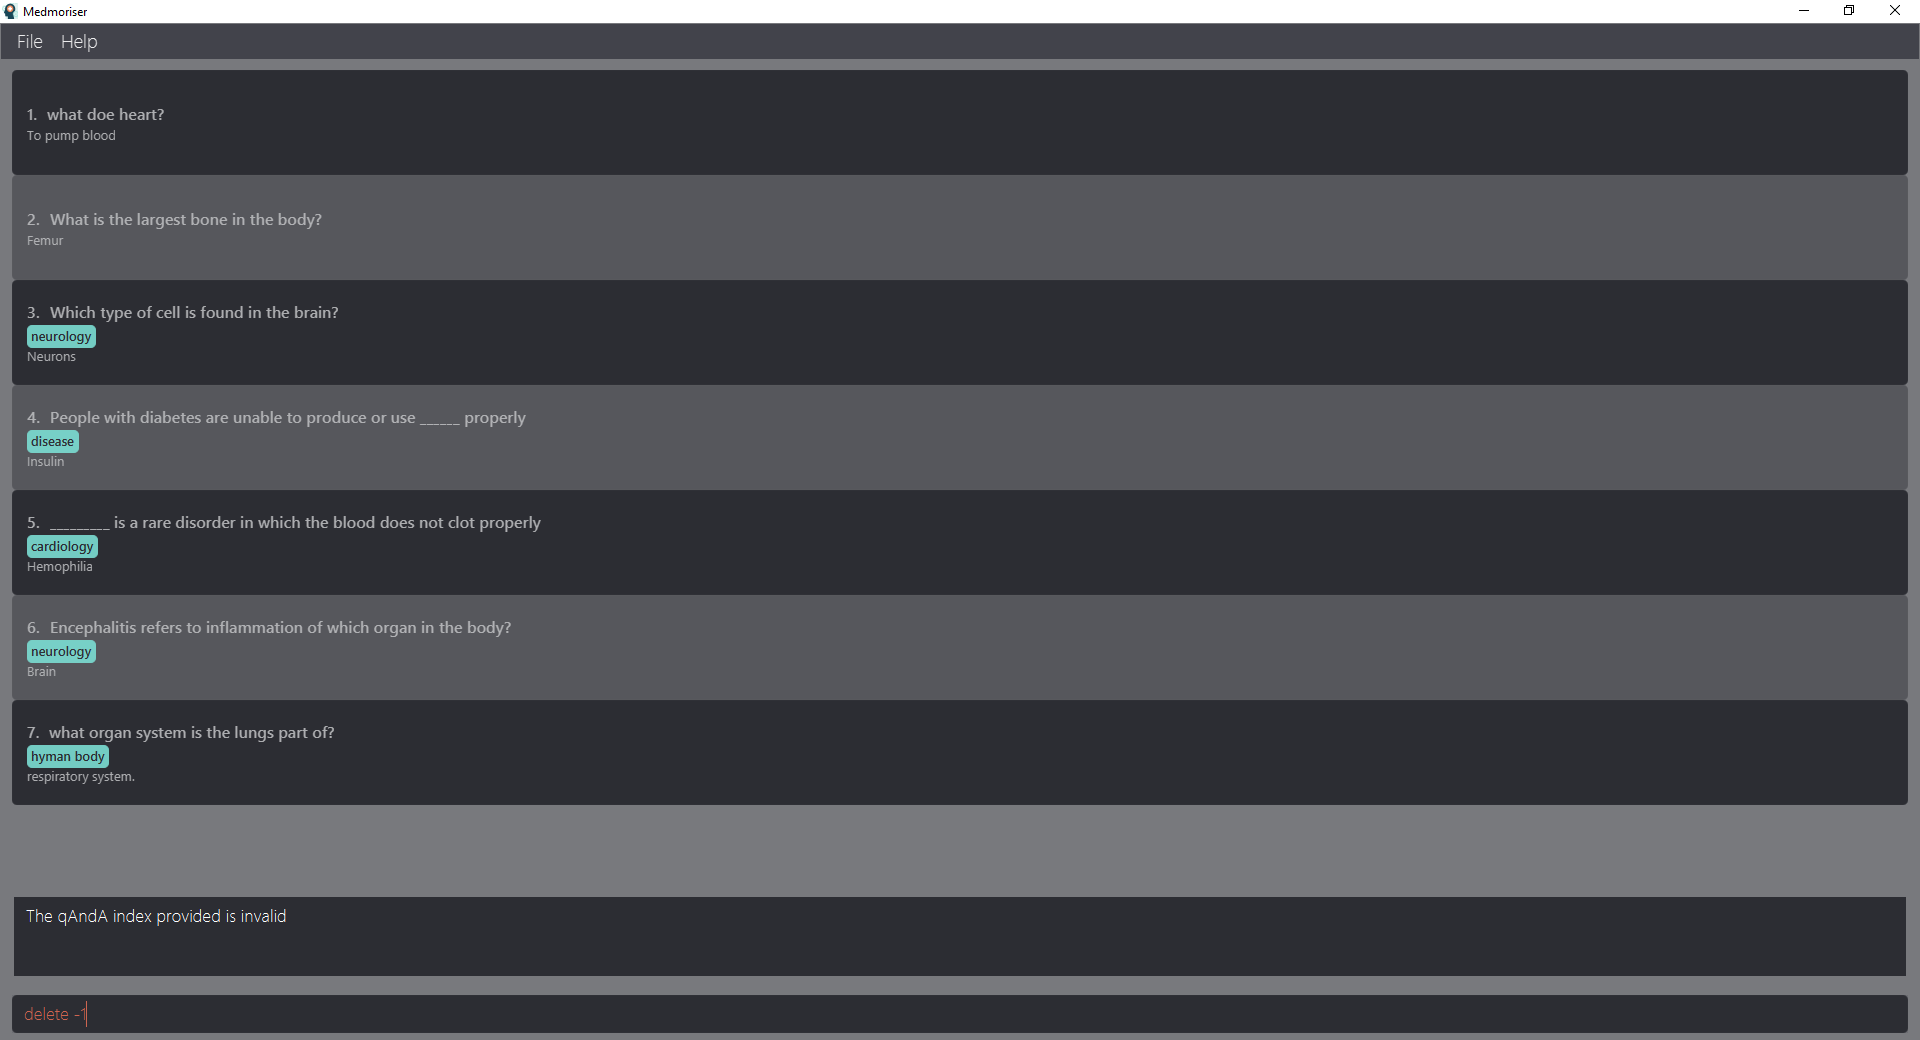 Medmoriser
File Help
1. what doe heart?
To pump blood
2. What is the largest bone in the body?
Femur
3. Which type of cell is found in the brain?
neurology
Neurons
4. People with diabetes are unable to produce or use ______ properly
disease
Insulin
5. _________ is a rare disorder in which the blood does not clot properly
cardiology
Hemophilia
6. Encephalitis refers to inflammation of which organ in the body?
neurology
Brain
7. what organ system is the lungs part of?
hyman body
respiratory system.
The qAndA index provided is invalid
delete -1